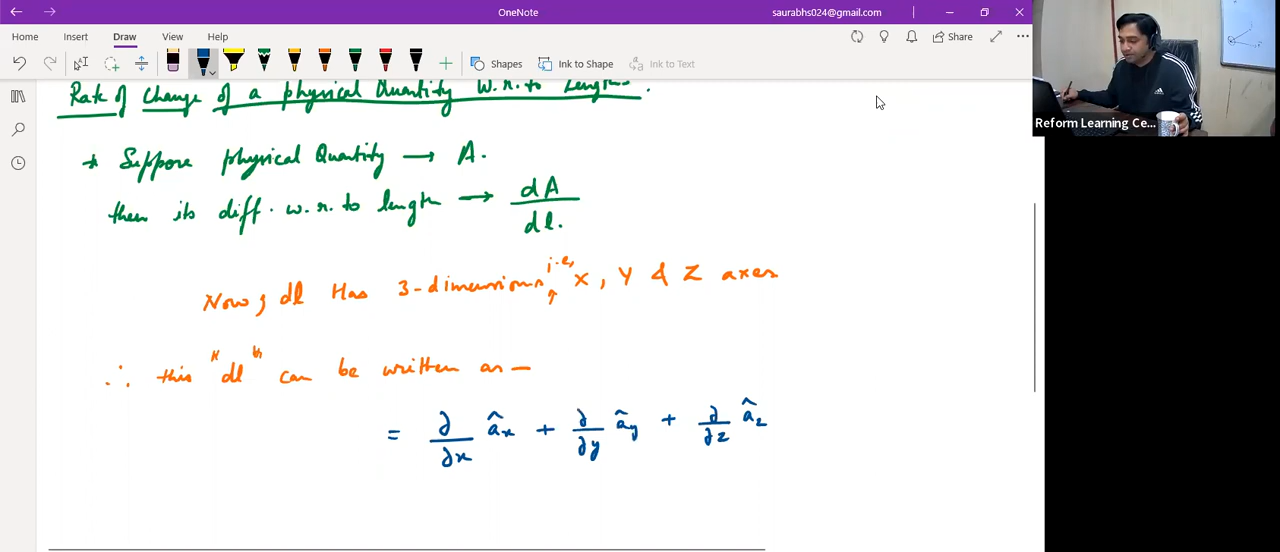 OneNote
saurabhs024@gmail.com
Home Insert Draw View Help
Shapes Ink to Shape Ink to Text Share
Rate of Change of a physical Quantity W.r.to Length.
* Suppose physical Quantity → A.
then its diff. w.r.to length → dA/dl.
Now, dl Has 3-dimensions i.e, X, Y & Z axes
∴ this "dl" can be written as —
= ∂/∂x âx + ∂/∂y ây + ∂/∂z âz
Reform Learning Ce...